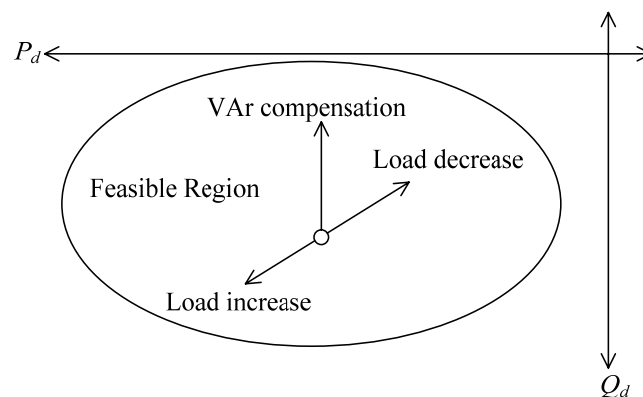 P_d
VAr compensation
Load decrease
Feasible Region
Load increase
Q_d